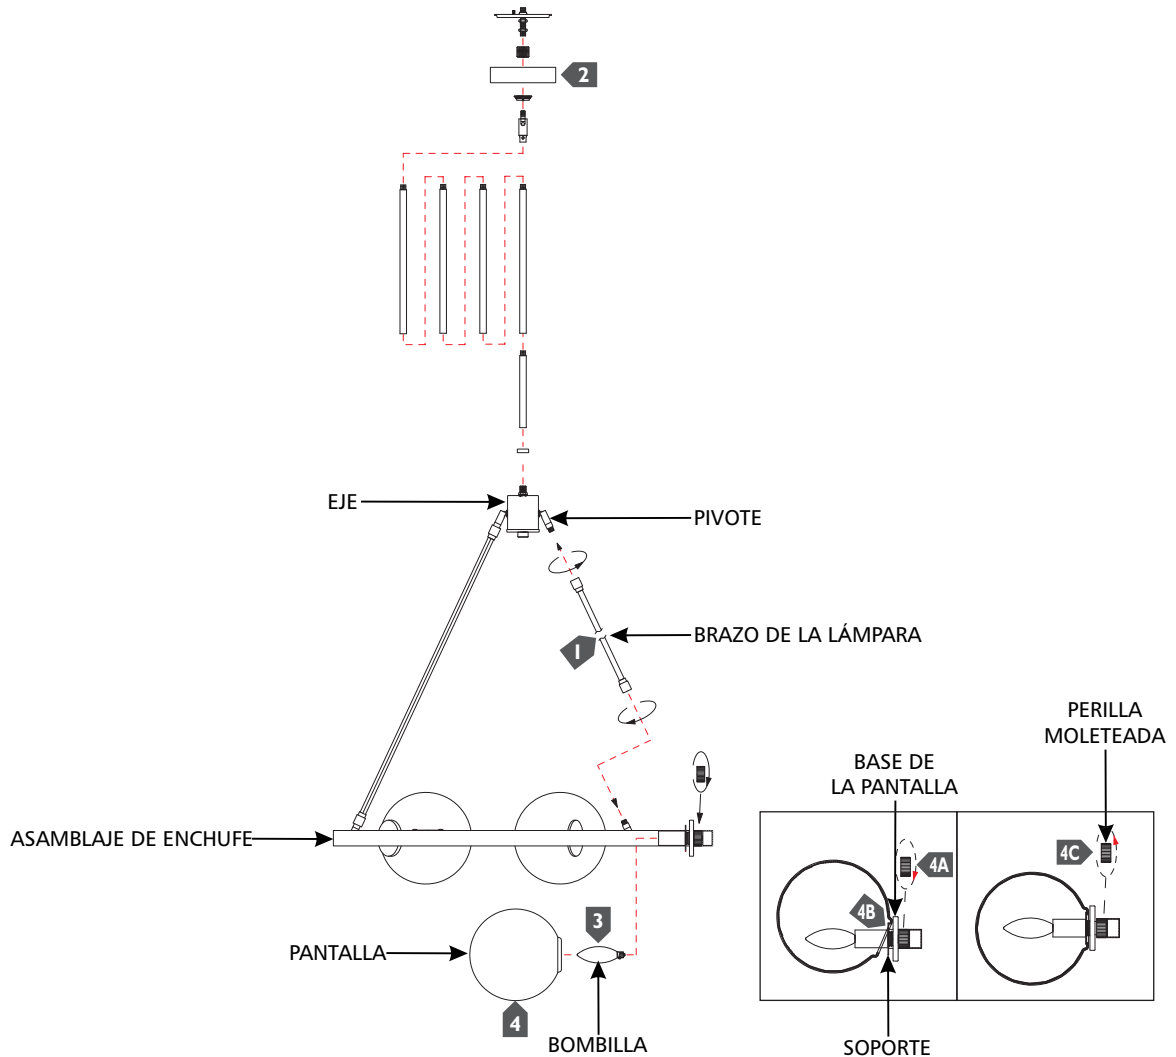 2
EJE
PIVOTE
1
BRAZO DE LA LÁMPARA
PERILLA
MOLETEADA
BASE DE
LA PANTALLA
ASAMBLAJE DE ENCHUFE
4A
4C
4B
3
PANTALLA
4
BOMBILLA
SOPORTE